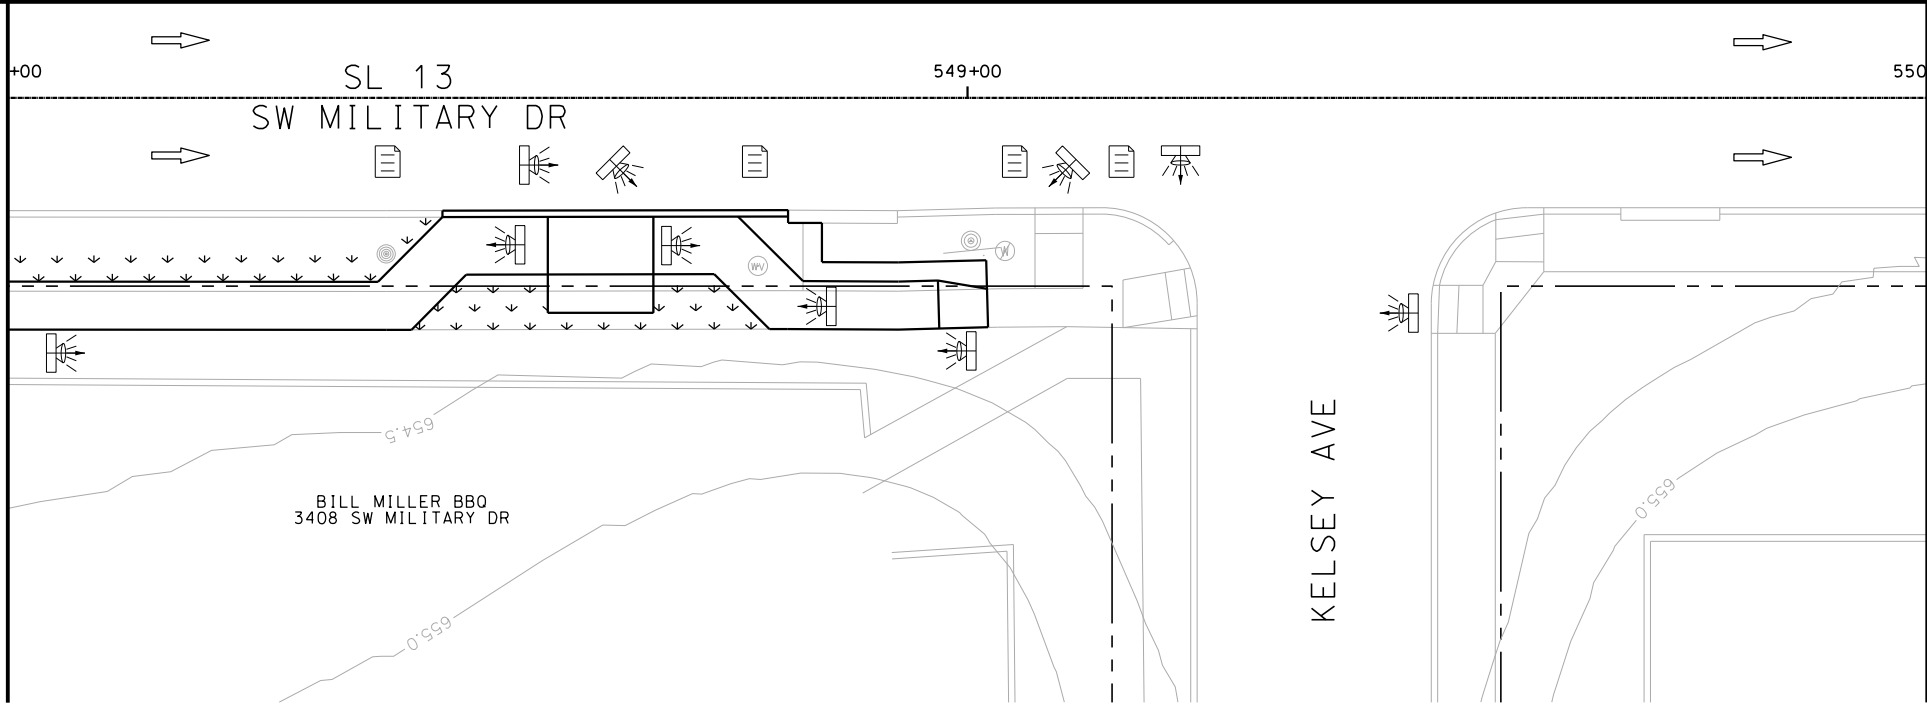 +00
SL 13
549+00
550
SW MILITARY DR
WV
W
654.5
KELSEY AVE
BILL MILLER BBQ
3408 SW MILITARY DR
655.0
655.0